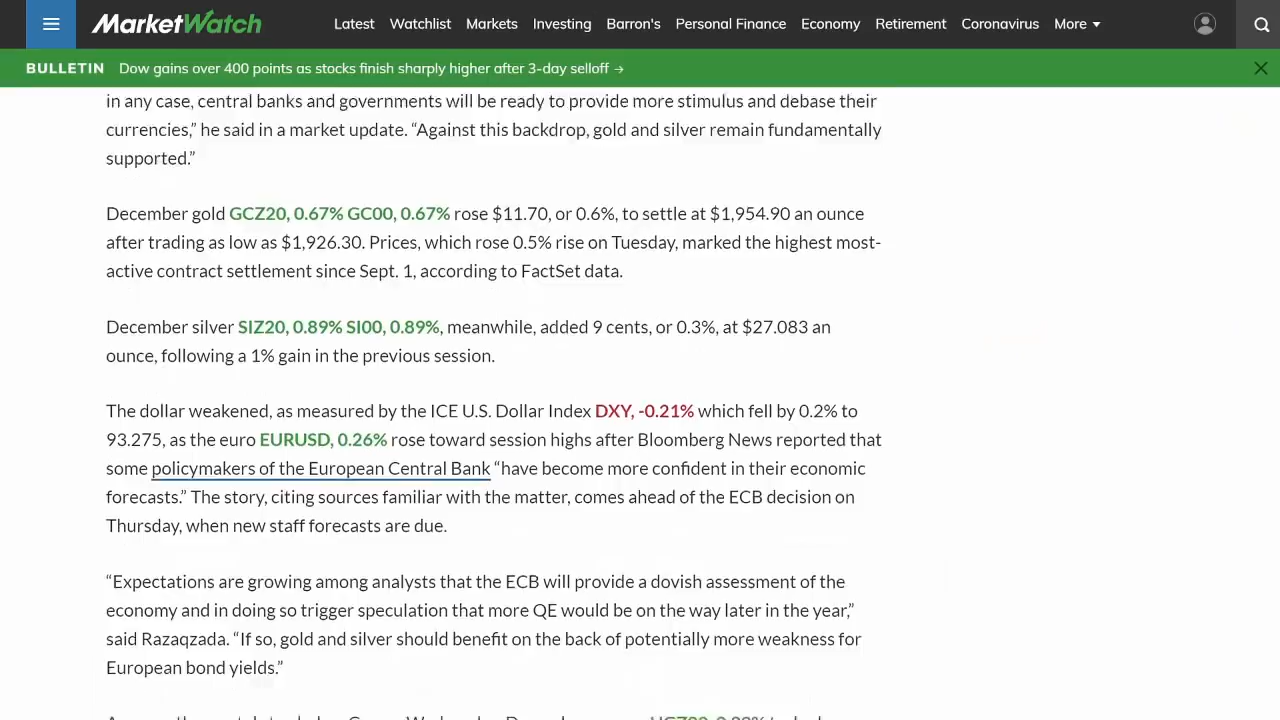 MarketWatch
Latest Watchlist Markets Investing Barron's Personal Finance Economy Retirement Coronavirus More
BULLETIN Dow gains over 400 points as stocks finish sharply higher after 3-day selloff →
in any case, central banks and governments will be ready to provide more stimulus and debase their
currencies,” he said in a market update. “Against this backdrop, gold and silver remain fundamentally
supported.”
December gold GCZ20, 0.67% GC00, 0.67% rose $11.70, or 0.6%, to settle at $1,954.90 an ounce
after trading as low as $1,926.30. Prices, which rose 0.5% rise on Tuesday, marked the highest most-
active contract settlement since Sept. 1, according to FactSet data.
December silver SIZ20, 0.89% SI00, 0.89%, meanwhile, added 9 cents, or 0.3%, at $27.083 an
ounce, following a 1% gain in the previous session.
The dollar weakened, as measured by the ICE U.S. Dollar Index DXY, -0.21% which fell by 0.2% to
93.275, as the euro EURUSD, 0.26% rose toward session highs after Bloomberg News reported that
some policymakers of the European Central Bank “have become more confident in their economic
forecasts.” The story, citing sources familiar with the matter, comes ahead of the ECB decision on
Thursday, when new staff forecasts are due.
“Expectations are growing among analysts that the ECB will provide a dovish assessment of the
economy and in doing so trigger speculation that more QE would be on the way later in the year,”
said Razaqzada. “If so, gold and silver should benefit on the back of potentially more weakness for
European bond yields.”